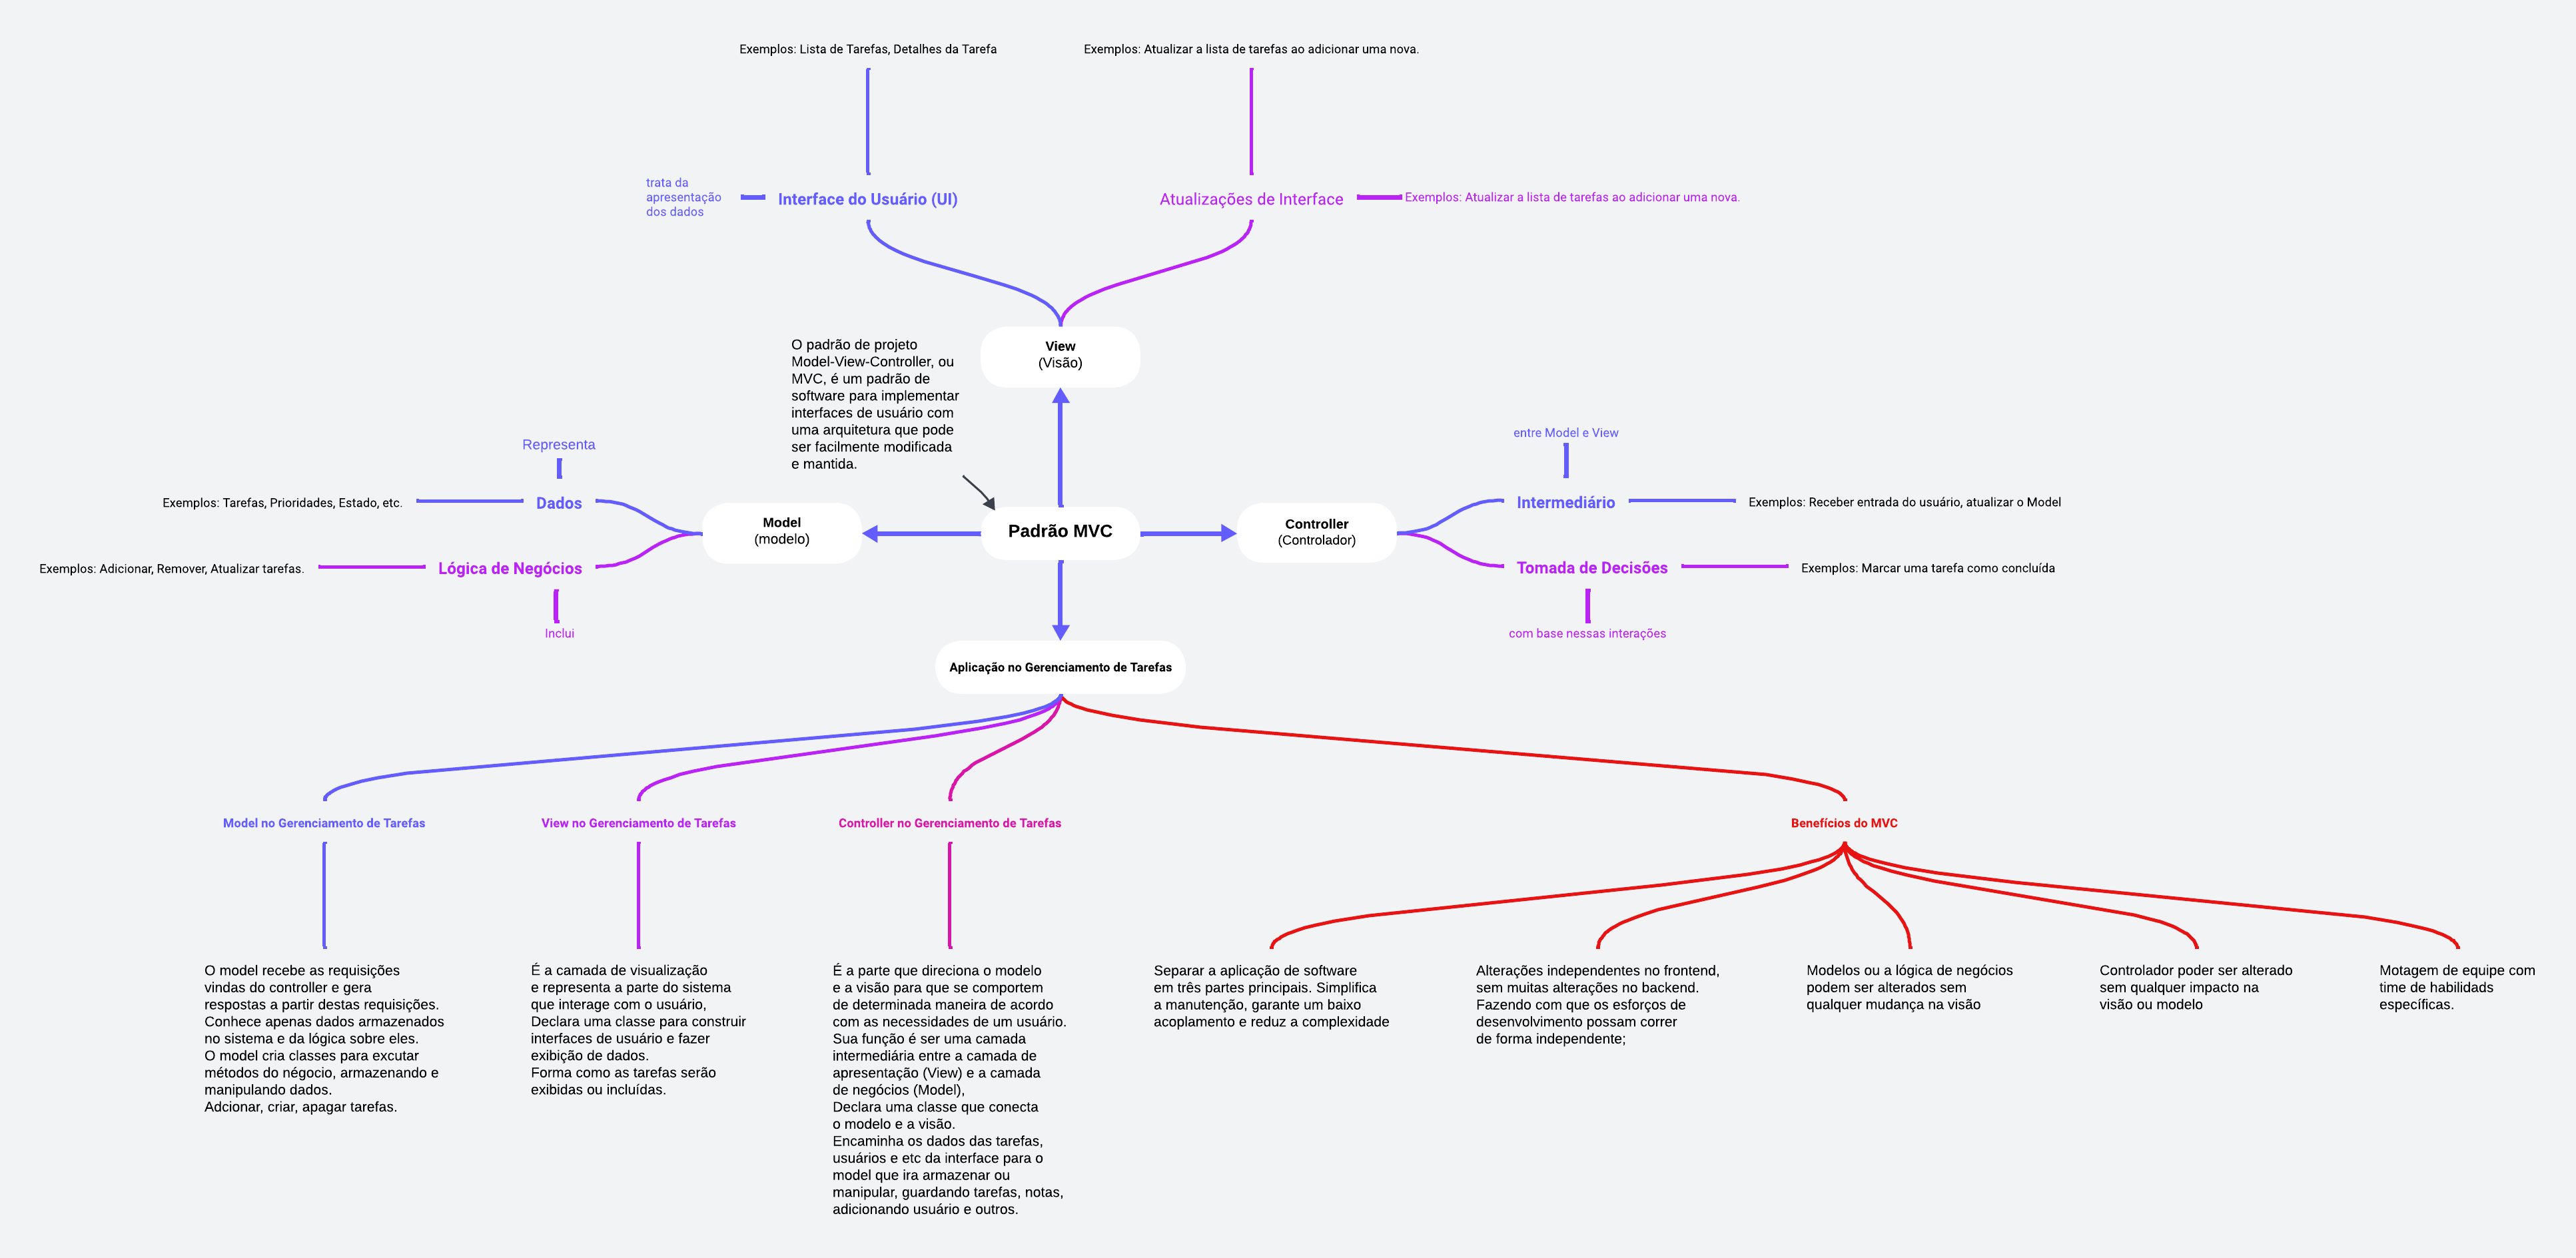 Exemplos: Lista de Tarefas, Detalhes da Tarefa
Exemplos: Atualizar a lista de tarefas ao adicionar uma nova.
trata da
apresentação
dos dados
Interface do Usuário (UI)
Atualizações de Interface
Exemplos: Atualizar a lista de tarefas ao adicionar uma nova.
View
(Visão)
O padrão de projeto
Model-View-Controller, ou
MVC, é um padrão de
software para implementar
interfaces de usuário com
uma arquitetura que pode
ser facilmente modificada
e mantida.
Representa
Exemplos: Tarefas, Prioridades, Estado, etc.
Dados
Exemplos: Adicionar, Remover, Atualizar tarefas.
Lógica de Negócios
Inclui
Model
(modelo)
Padrão MVC
Controller
(Controlador)
entre Model e View
Intermediário
Exemplos: Receber entrada do usuário, atualizar o Model
Tomada de Decisões
Exemplos: Marcar uma tarefa como concluída
com base nessas interações
Aplicação no Gerenciamento de Tarefas
Model no Gerenciamento de Tarefas
View no Gerenciamento de Tarefas
Controller no Gerenciamento de Tarefas
Benefícios do MVC
O model recebe as requisições
vindas do controller e gera
respostas a partir destas requisições.
Conhece apenas dados armazenados
no sistema e da lógica sobre eles.
O model cria classes para excutar
métodos do négocio, armazenando e
manipulando dados.
Adcionar, criar, apagar tarefas.
É a camada de visualização
e representa a parte do sistema
que interage com o usuário,
Declara uma classe para construir
interfaces de usuário e fazer
exibição de dados.
Forma como as tarefas serão
exibidas ou incluídas.
É a parte que direciona o modelo
e a visão para que se comportem
de determinada maneira de acordo
com as necessidades de um usuário.
Sua função é ser uma camada
intermediária entre a camada de
apresentação (View) e a camada
de negócios (Model),
Declara uma classe que conecta
o modelo e a visão.
Encaminha os dados das tarefas,
usuários e etc da interface para o
model que ira armazenar ou
manipular, guardando tarefas, notas,
adicionando usuário e outros.
Separar a aplicação de software
em três partes principais. Simplifica
a manutenção, garante um baixo
acoplamento e reduz a complexidade
Alterações independentes no frontend,
sem muitas alterações no backend.
Fazendo com que os esforços de
desenvolvimento possam correr
de forma independente;
Modelos ou a lógica de negócios
podem ser alterados sem
qualquer mudança na visão
Controlador poder ser alterado
sem qualquer impacto na
visão ou modelo
Motagem de equipe com
time de habilidads
específicas.